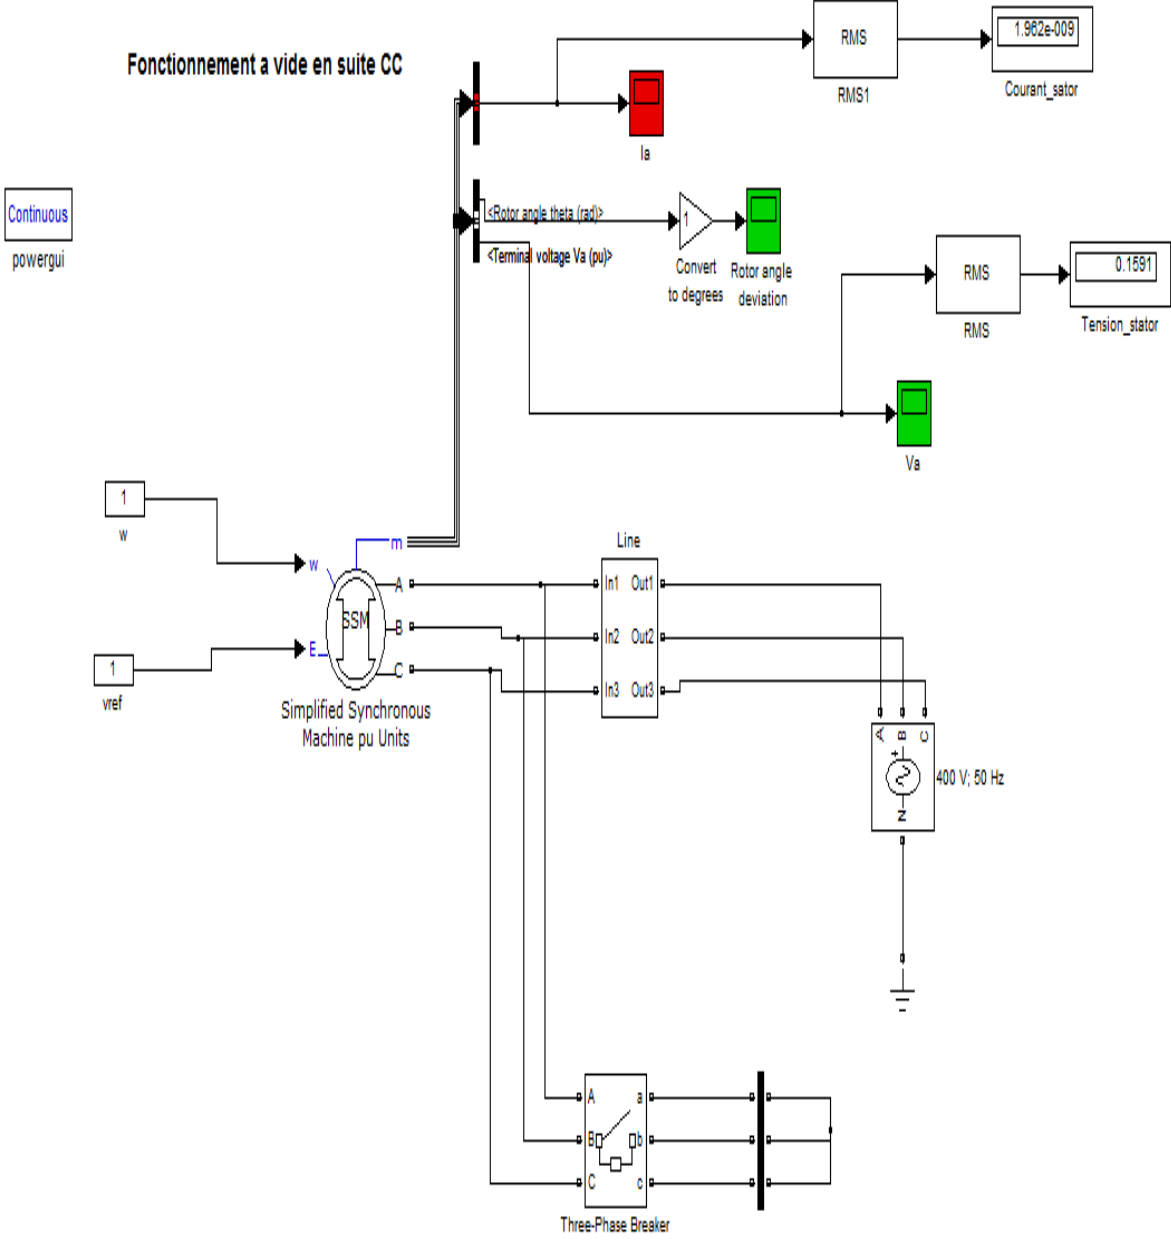 Fonctionnement a vide en suite CC
RMS
RMS1
1.962e-009
Courant_sator
Ia
Continuous
powergui
<Rotor angle theta (rad)>
<Terminal voltage Va (pu)>
1
Convert
to degrees
Rotor angle
deviation
RMS
RMS
0.1591
Tension_stator
Va
1
w
1
vref
w
E
m
SSM
A
B
C
Simplified Synchronous
Machine pu Units
Line
In1 Out1
In2 Out2
In3 Out3
A B C
+
N
400 V; 50 Hz
A a
B b
C c
Three-Phase Breaker